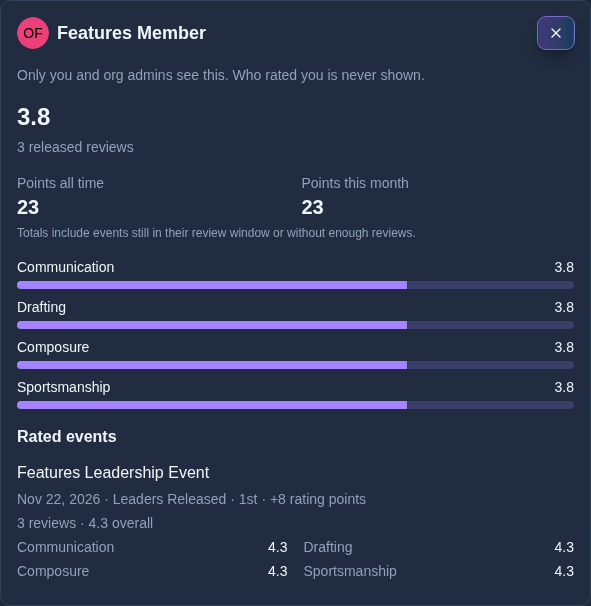 OF Features Member ×
Only you and org admins see this. Who rated you is never shown.
3.8
3 released reviews
Points all time Points this month
23 23
Totals include events still in their review window or without enough reviews.
Communication 3.8
Drafting 3.8
Composure 3.8
Sportsmanship 3.8
Rated events
Features Leadership Event
Nov 22, 2026 · Leaders Released · 1st · +8 rating points
3 reviews · 4.3 overall
Communication 4.3 Drafting 4.3
Composure 4.3 Sportsmanship 4.3